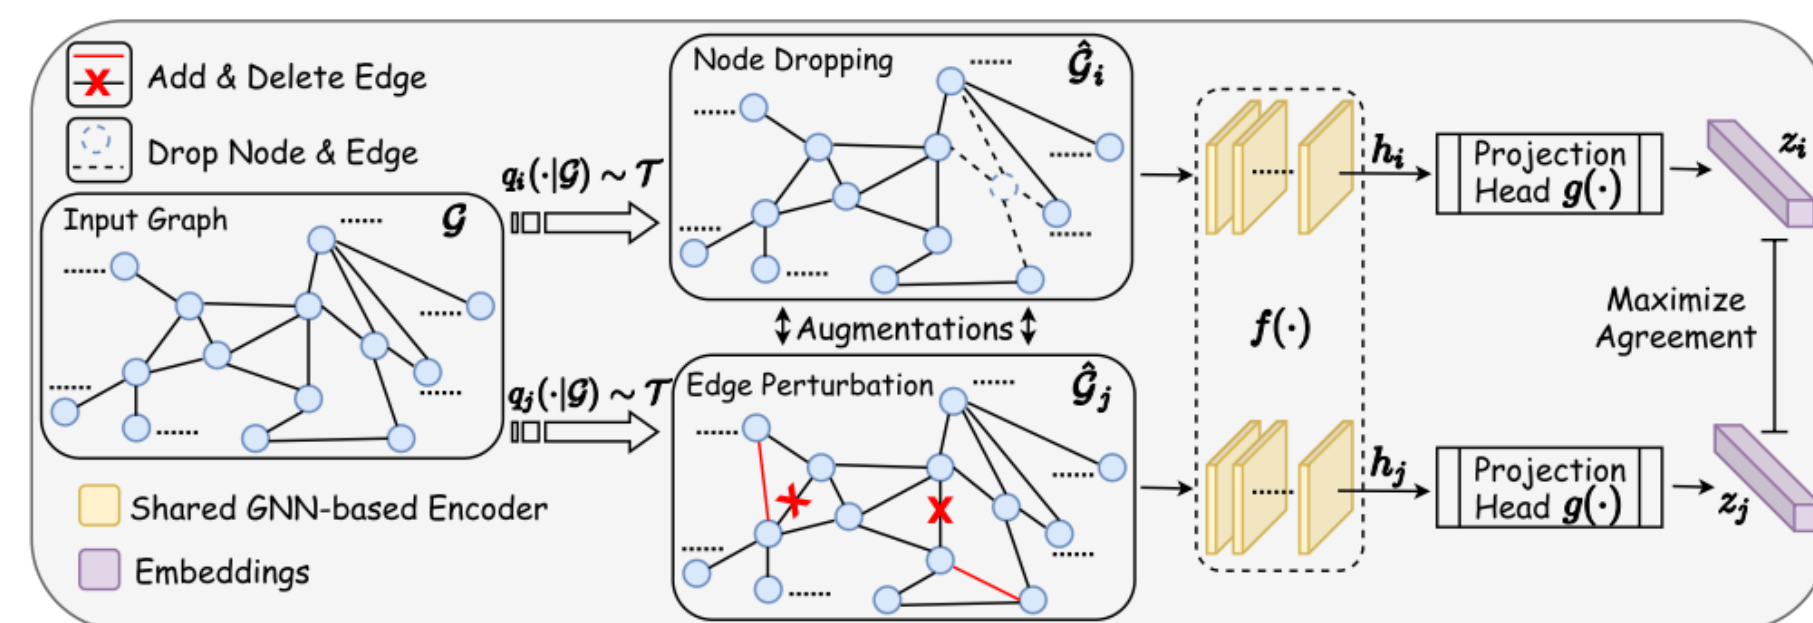 Add & Delete Edge
Drop Node & Edge
Input Graph
𝒢
......
......
......
......
......
......
q_i(·|𝒢) ~ 𝒯
q_j(·|𝒢) ~ 𝒯
Node Dropping
Ĝ_i
......
......
......
......
......
......
Augmentations
Edge Perturbation
Ĝ_j
......
......
......
......
......
......
Shared GNN-based Encoder
Embeddings
......
f(·)
......
h_i
Projection
Head g(·)
z_i
Maximize
Agreement
h_j
Projection
Head g(·)
z_j